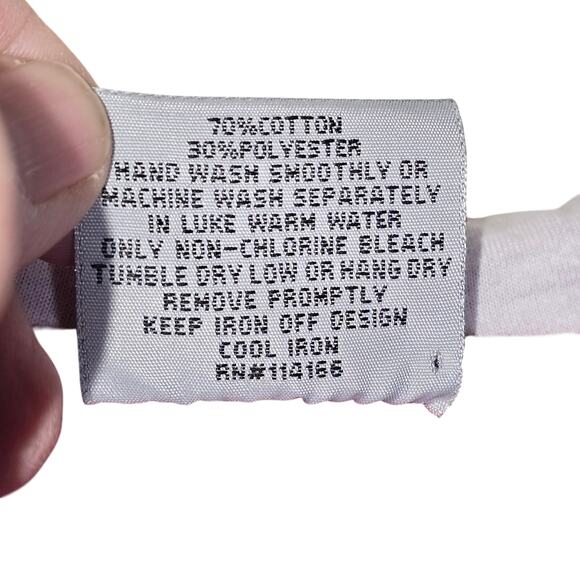 70%COTTON
30%POLYESTER
HAND WASH SMOOTHLY OR
MACHINE WASH SEPARATELY
IN LUKE WARM WATER
ONLY NON-CHLORINE BLEACH
TUMBLE DRY LOW OR HANG DRY
REMOVE PROMPTLY
KEEP IRON OFF DESIGN
COOL IRON
RN#114166